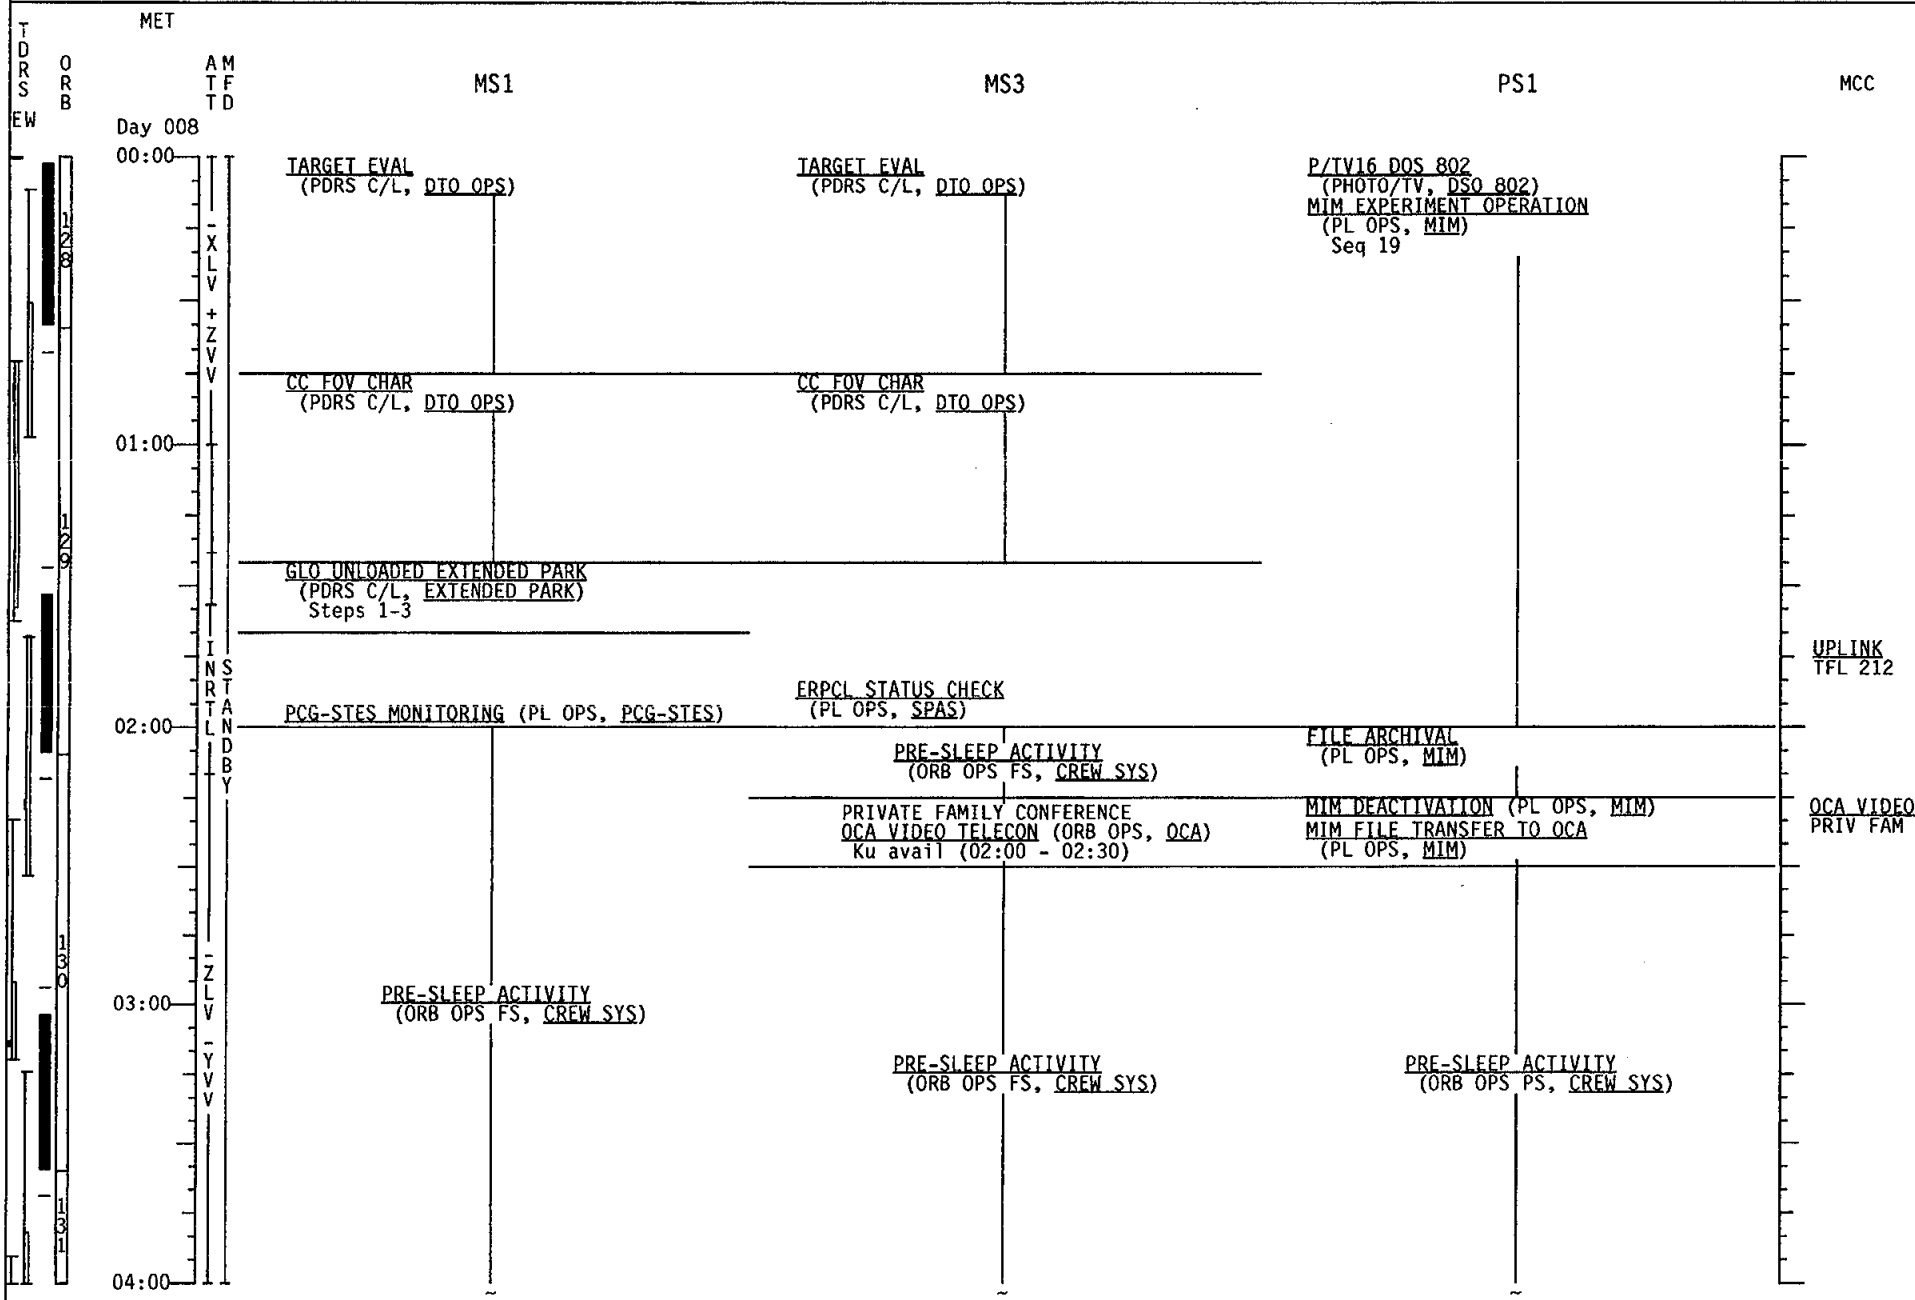 MET
TDRS
ORB
ATT
MFD
MS1
MS3
PS1
MCC
EW
Day 008
00:00
TARGET EVAL
(PDRS C/L, DTO OPS)
TARGET EVAL
(PDRS C/L, DTO OPS)
P/TV16 DOS 802
(PHOTO/TV, DSO 802)
MIM EXPERIMENT OPERATION
(PL OPS, MIM)
Seq 19
128
-XLV +ZVV
CC FOV CHAR
(PDRS C/L, DTO OPS)
CC FOV CHAR
(PDRS C/L, DTO OPS)
01:00
129
GLO UNLOADED EXTENDED PARK
(PDRS C/L, EXTENDED PARK)
Steps 1-3
INRTL
STANDBY
UPLINK
TFL 212
ERPCL STATUS CHECK
(PL OPS, SPAS)
PCG-STES MONITORING (PL OPS, PCG-STES)
02:00
FILE ARCHIVAL
(PL OPS, MIM)
PRE-SLEEP ACTIVITY
(ORB OPS FS, CREW SYS)
PRIVATE FAMILY CONFERENCE
OCA VIDEO TELECON (ORB OPS, OCA)
Ku avail (02:00 - 02:30)
MIM DEACTIVATION (PL OPS, MIM)
MIM FILE TRANSFER TO OCA
(PL OPS, MIM)
OCA VIDEO
PRIV FAM
130
-ZLV -YVV
PRE-SLEEP ACTIVITY
(ORB OPS FS, CREW SYS)
03:00
PRE-SLEEP ACTIVITY
(ORB OPS FS, CREW SYS)
PRE-SLEEP ACTIVITY
(ORB OPS PS, CREW SYS)
131
04:00
~
~
~